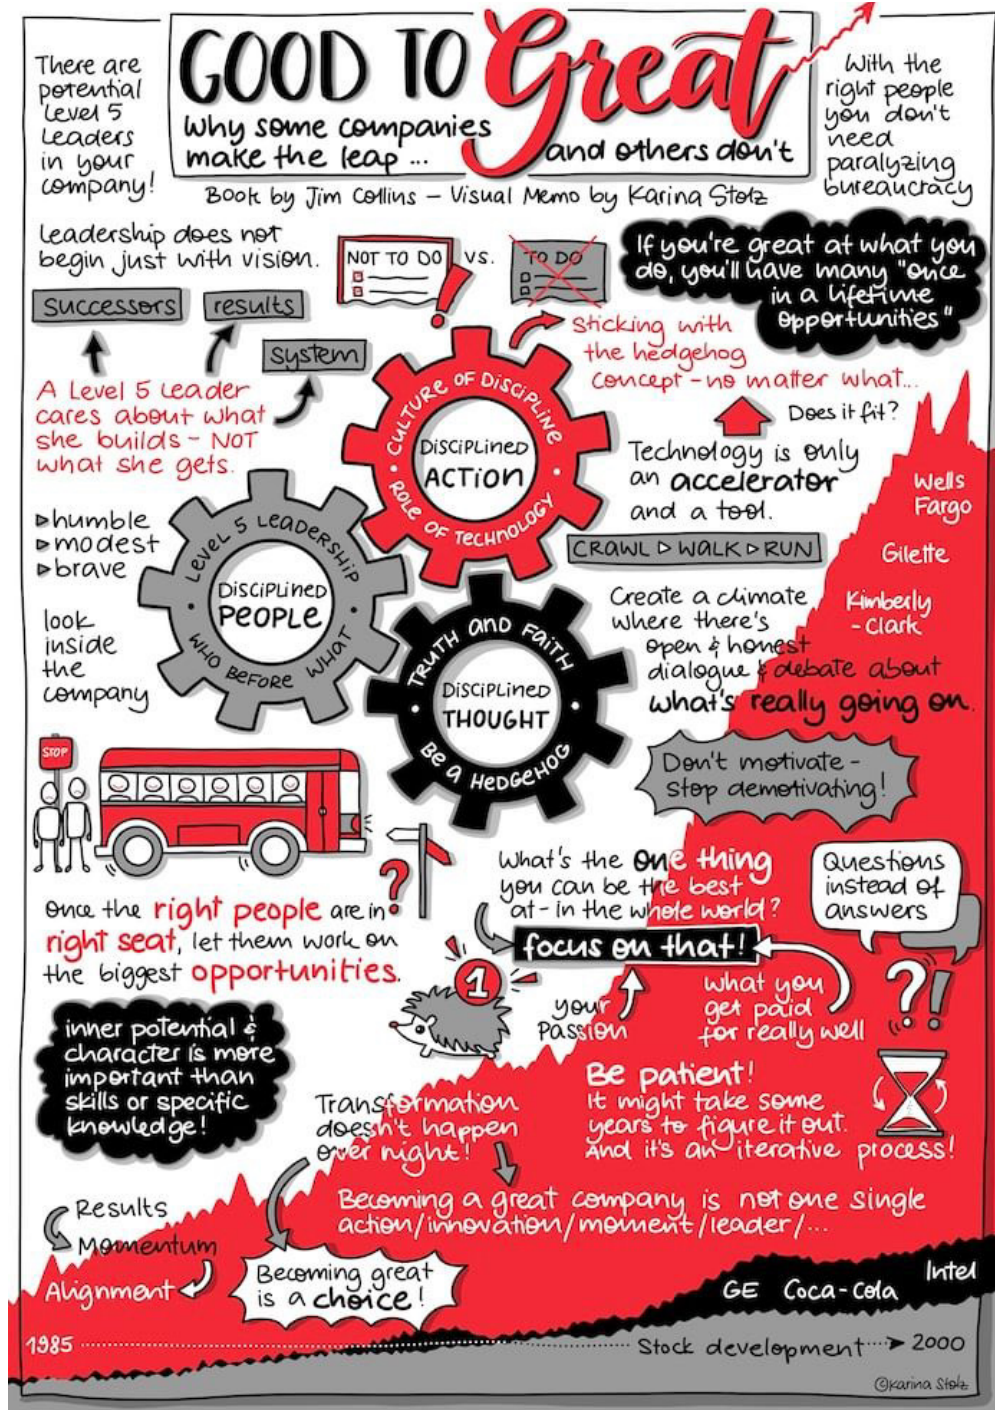 GOOD TO Great
Why some companies
make the leap ... and others don't
Book by Jim Collins – Visual Memo by Karina Stolz
There are
potential
Level 5
Leaders
in your
company!
With the
right people
you don't
need
paralyzing
bureaucracy
Leadership does not
begin just with vision.
NOT TO DO
VS.
TO DO
If you're great at what you
do, you'll have many "once
in a lifetime
opportunities"
successors
results
system
A Level 5 Leader
cares about what
she builds – NOT
what she gets.
Sticking with
the hedgehog
concept – no matter what...
Does it fit?
Technology is only
an accelerator
and a tool.
CRAWL ▷ WALK ▷ RUN
CULTURE OF DISCIPLINE
DISCIPLINED
ACTION
ROLE OF TECHNOLOGY
▷ humble
▷ modest
▷ brave
look
inside
the
company
LEVEL 5 LEADERSHIP
DISCIPLINED
PEOPLE
WHO BEFORE WHAT
TRUTH and FAITH
DISCIPLINED
THOUGHT
BE A HEDGEHOG
Wells
Fargo
Gilette
Kimberly
- Clark
Create a climate
where there's
open & honest
dialogue & debate about
what's really going on.
Don't motivate –
Stop demotivating!
STOP
?
What's the one thing
you can be the best
at – in the whole world?
focus on that!
Questions
instead of
answers
?!
once the right people are in
right seat, let them work on
the biggest opportunities.
1
your
Passion
what you
get paid
for really well
inner potential &
character is more
important than
skills or specific
knowledge!
Be patient!
It might take some
years to figure it out.
And it's an iterative process!
Transformation
doesn't happen
over night!
Becoming a great company is not one single
action/innovation/moment/leader/...
Results
Momentum
Alignment
Becoming great
is a choice!
GE Coca-Cola Intel
1985 Stock development 2000
©Karina Stolz